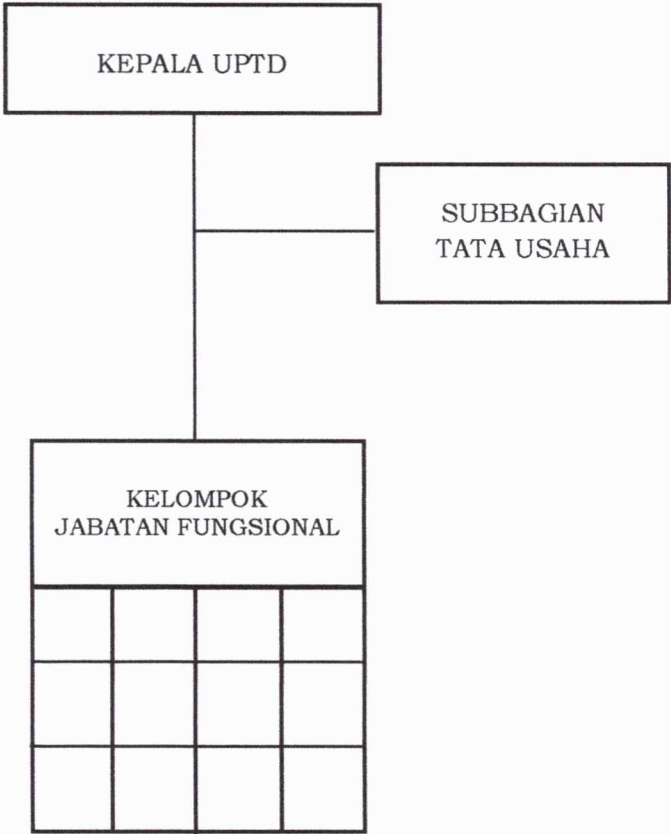 KEPALA UPTD
SUBBAGIAN
TATA USAHA
KELOMPOK
JABATAN FUNGSIONAL